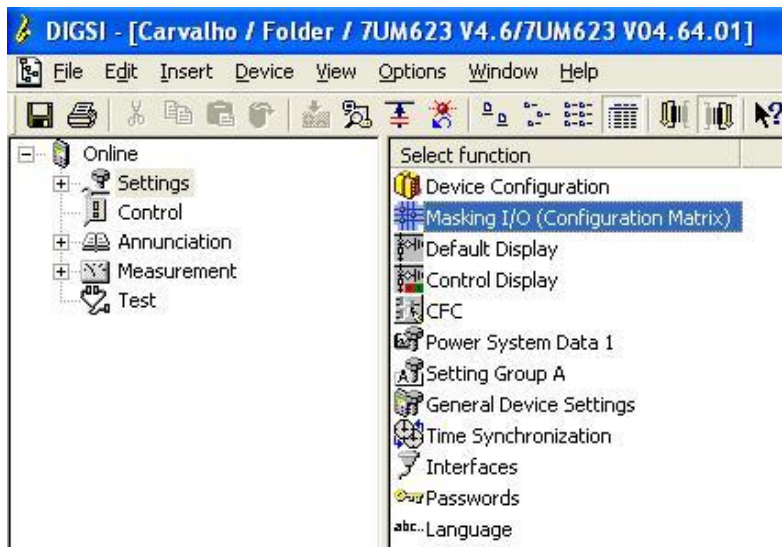 DIGSI - [Carvalho / Folder / 7UM623 V4.6/7UM623 V04.64.01]
File Edit Insert Device View Options Window Help
Online
Settings
Control
Annunciation
Measurement
Test
Select function
Device Configuration
Masking I/O (Configuration Matrix)
Default Display
Control Display
CFC
Power System Data 1
Setting Group A
General Device Settings
Time Synchronization
Interfaces
Passwords
abc..Language